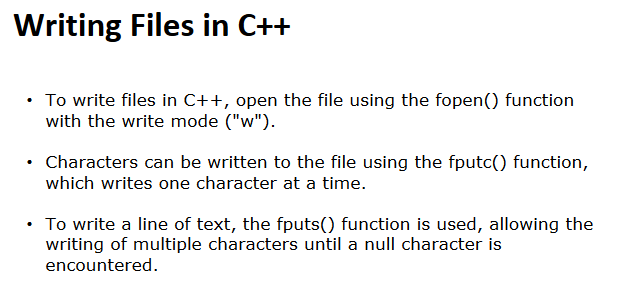 Writing Files in C++
• To write files in C++, open the file using the fopen() function
with the write mode ("w").
• Characters can be written to the file using the fputc() function,
which writes one character at a time.
• To write a line of text, the fputs() function is used, allowing the
writing of multiple characters until a null character is
encountered.